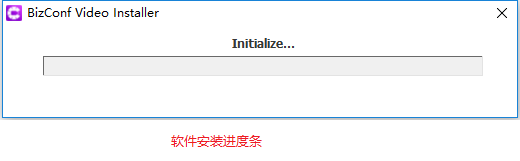 BizConf Video Installer
Initialize...
软件安装进度条